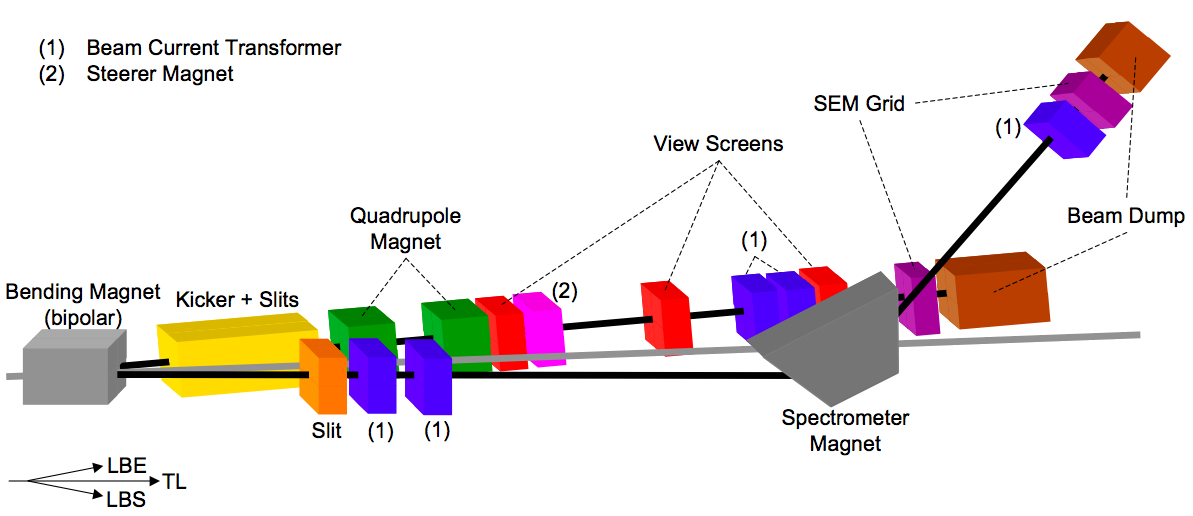 (1) Beam Current Transformer
(2) Steerer Magnet
SEM Grid
(1)
View Screens
Beam Dump
Quadrupole
Magnet
(1)
Bending Magnet
(bipolar)
Kicker + Slits
(2)
Slit
(1)
(1)
Spectrometer
Magnet
LBE
TL
LBS